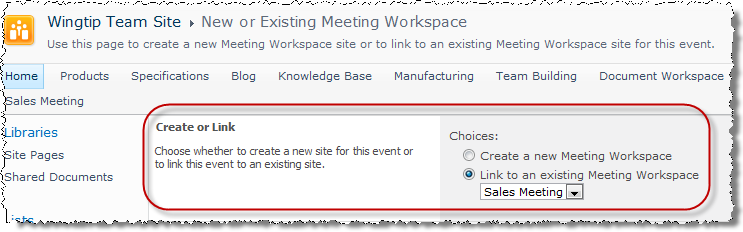 Wingtip Team Site ▸ New or Existing Meeting Workspace
Use this page to create a new Meeting Workspace site or to link to an existing Meeting Workspace site for this event.
Home Products Specifications Blog Knowledge Base Manufacturing Team Building Document Workspace
Sales Meeting
Libraries
Site Pages
Shared Documents
Lists
Create or Link
Choose whether to create a new site for this event or
to link this event to an existing site.
Choices:
Create a new Meeting Workspace
Link to an existing Meeting Workspace
Sales Meeting